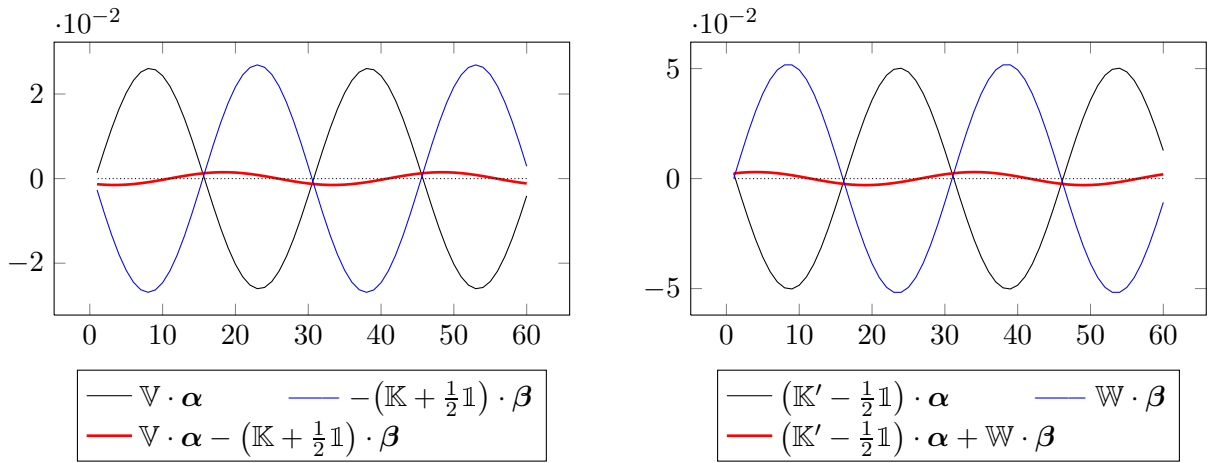 ·10⁻²
2
0
−2
0 10 20 30 40 50 60
𝕍 · 𝜶 −(𝕂 + ½𝟙) · 𝜷
𝕍 · 𝜶 − (𝕂 + ½𝟙) · 𝜷
·10⁻²
5
0
−5
0 10 20 30 40 50 60
(𝕂′ − ½𝟙) · 𝜶 𝕎 · 𝜷
(𝕂′ − ½𝟙) · 𝜶 + 𝕎 · 𝜷